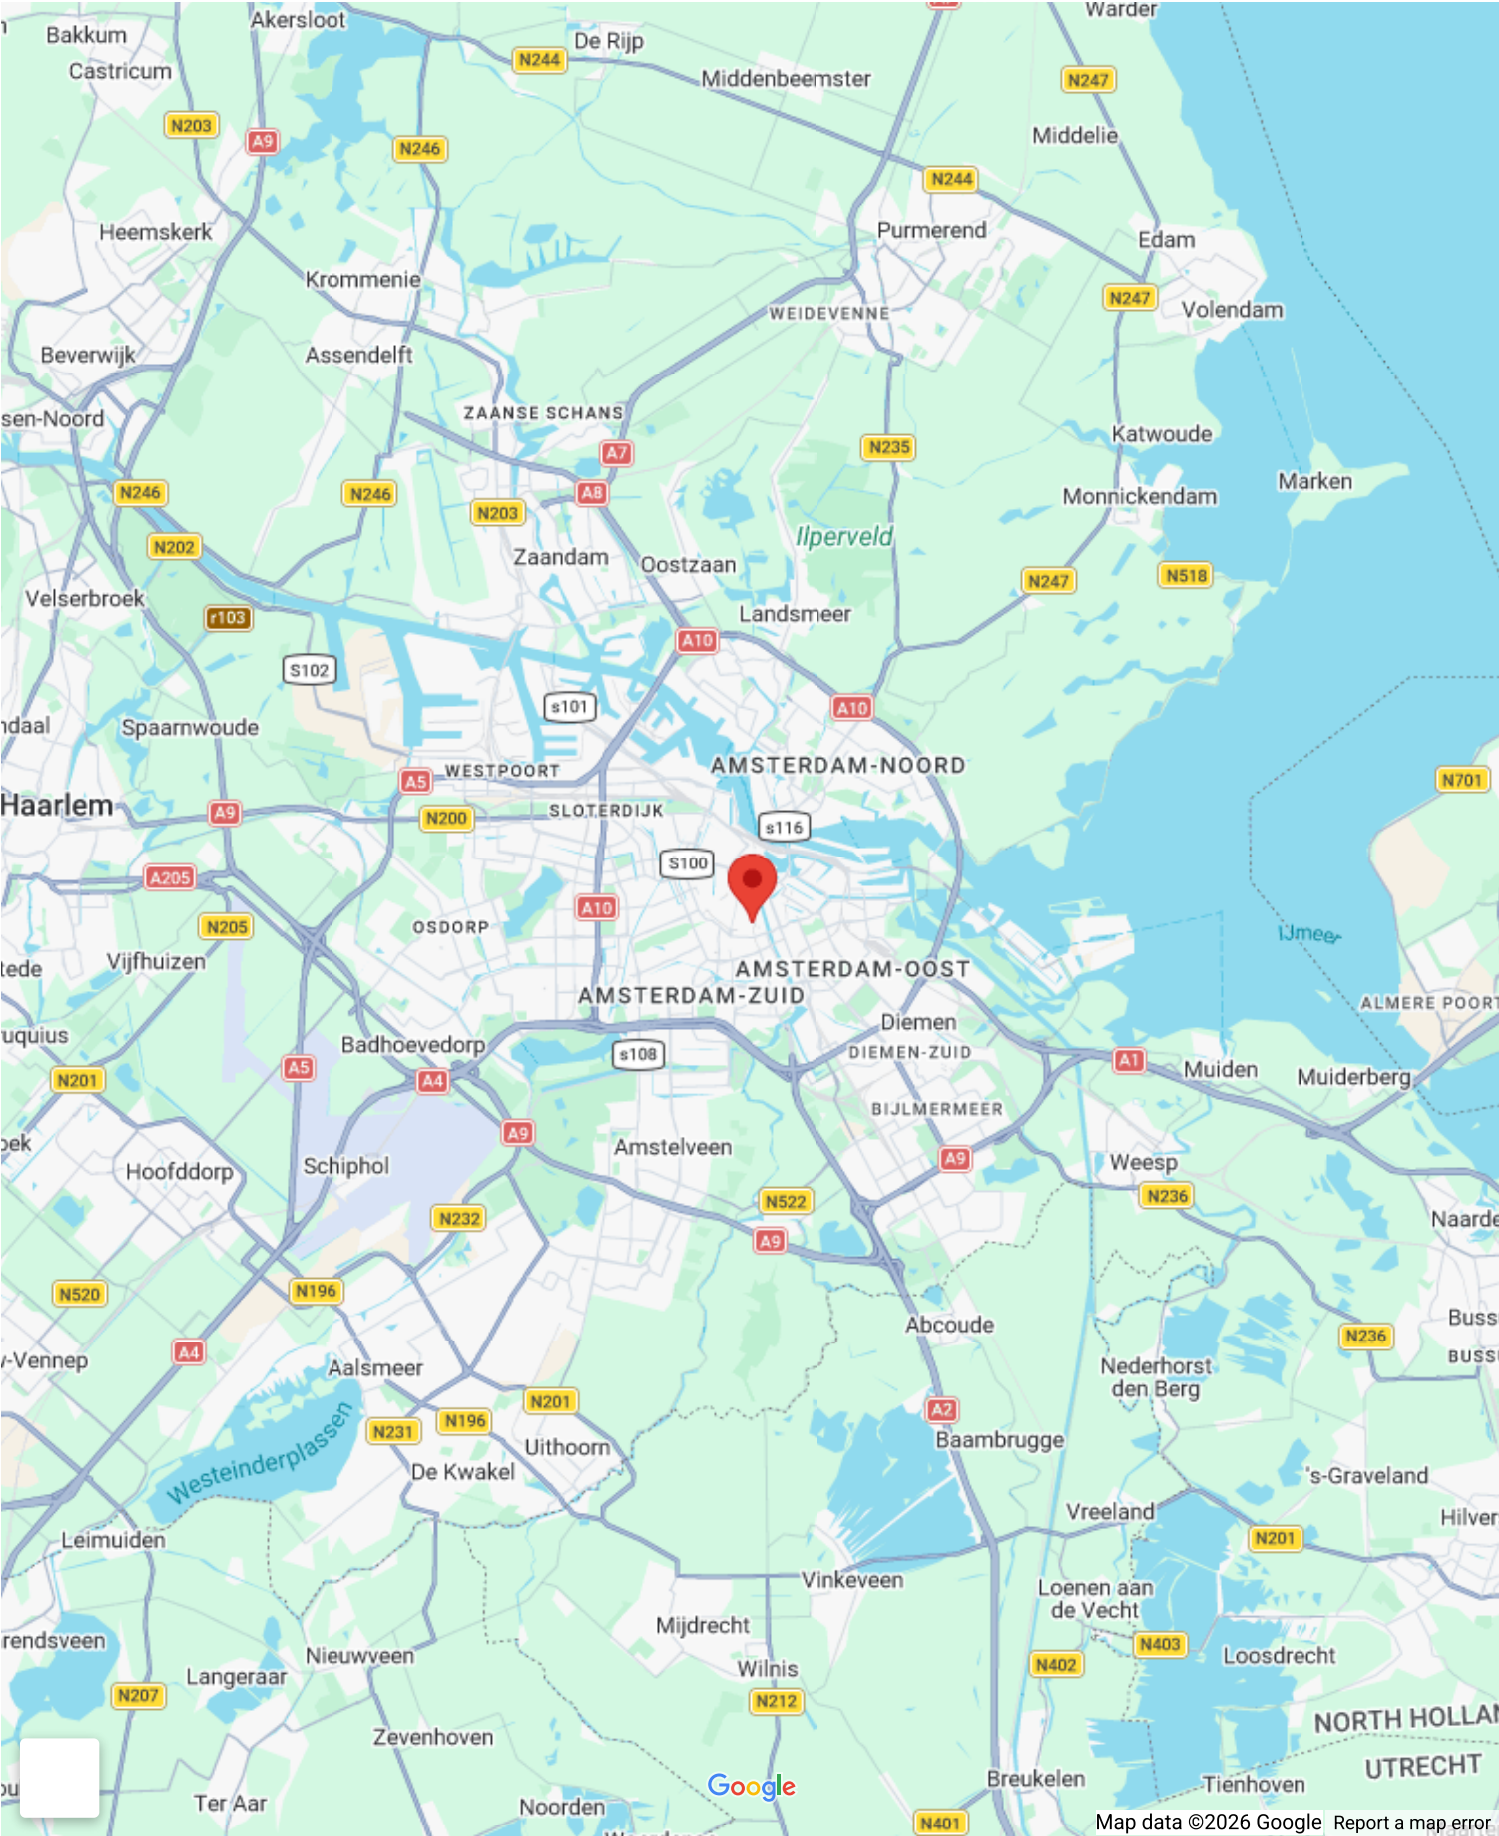 Warder
Akersloot
Bakkum
De Rijp
N244
Castricum
Middenbeemster
N247
N203
A9
Middelie
N246
N244
Heemskerk
Purmerend
Edam
Krommenie
N247
Volendam
WEIDEVENNE
Beverwijk
Assendelft
ZAANSE SCHANS
sen-Noord
Katwoude
N235
A7
Marken
N246
N246
A8
Monnickendam
N203
Ilperveld
N202
Zaandam
Oostzaan
N518
N247
Velserbroek
r103
Landsmeer
A10
S102
s101
A10
ndaal
Spaarnwoude
AMSTERDAM-NOORD
WESTPOORT
A5
N701
Haarlem
A9
N200
SLOTERDIJK
s116
S100
A205
A10
N205
OSDORP
IJmeer
tede
Vijfhuizen
AMSTERDAM-OOST
AMSTERDAM-ZUID
ALMERE POORT
Diemen
uquius
Badhoevedorp
s108
DIEMEN-ZUID
A1
A5
Muiden
N201
A4
Muiderberg
BIJLMERMEER
A9
oek
Amstelveen
A9
Weesp
Hoofddorp
Schiphol
N522
N236
N232
Naarde
A9
N520
N196
Abcoude
Buss
N236
A4
v-Vennep
Aalsmeer
Nederhorst
den Berg
BUSSU
N201
A2
N196
N231
Baambrugge
Uithoorn
Westeinderplassen
De Kwakel
's-Graveland
Vreeland
Hilver
Leimuiden
N201
Vinkeveen
Loenen aan
de Vecht
Mijdrecht
rendsveen
N403
Nieuwveen
Loosdrecht
Langeraar
Wilnis
N402
N207
N212
NORTH HOLLAN
Zevenhoven
UTRECHT
Google
Breukelen
Tienhoven
Ter Aar
Noorden
N401
Map data ©2026 Google
Report a map error